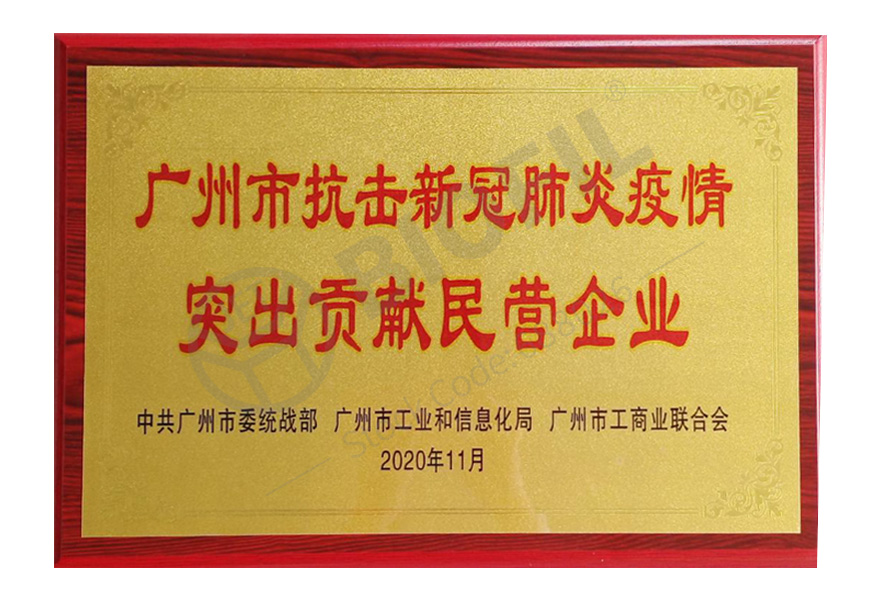 广州市抗击新冠肺炎疫情
突出贡献民营企业
中共广州市委统战部 广州市工业和信息化局 广州市工商业联合会
2020年11月